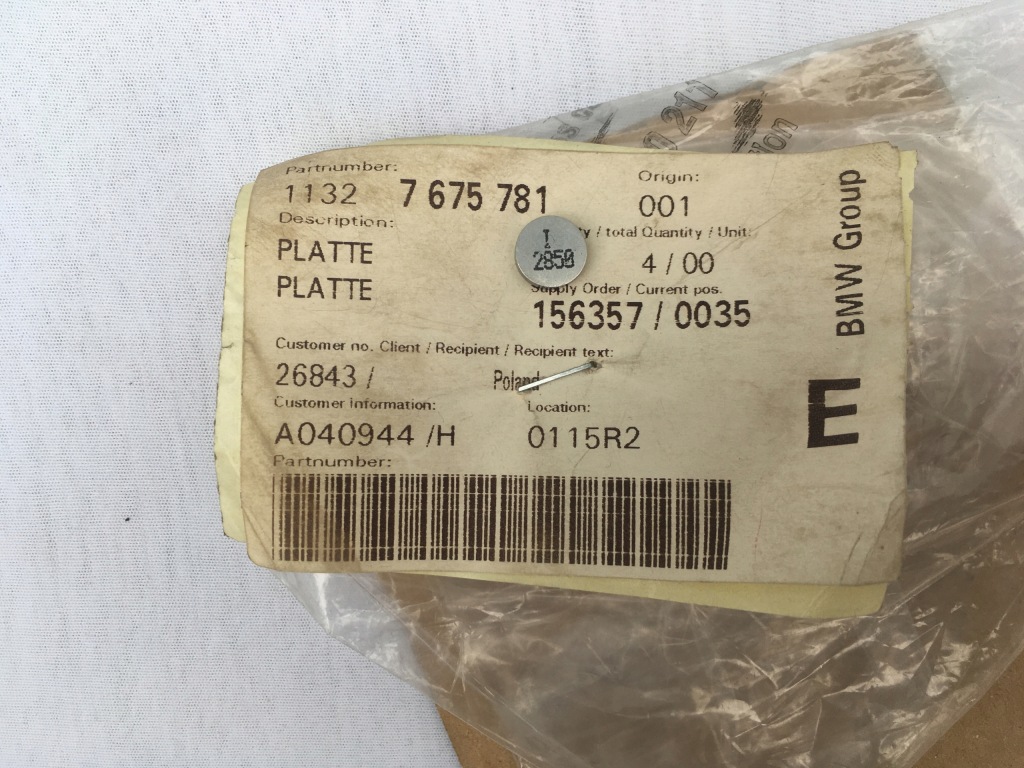 Partnumber:
1132 7 675 781
Origin:
001
Description:
PLATTE
PLATTE
/ total Quantity / Unit:
4 / 00
Supply Order / Current pos.
156357 / 0035
Customer no. Client / Recipient / Recipient text:
26843 / Poland
Customer information:
A040944 /H
Location:
0115R2
Partnumber:
BMW Group
E
I
2850